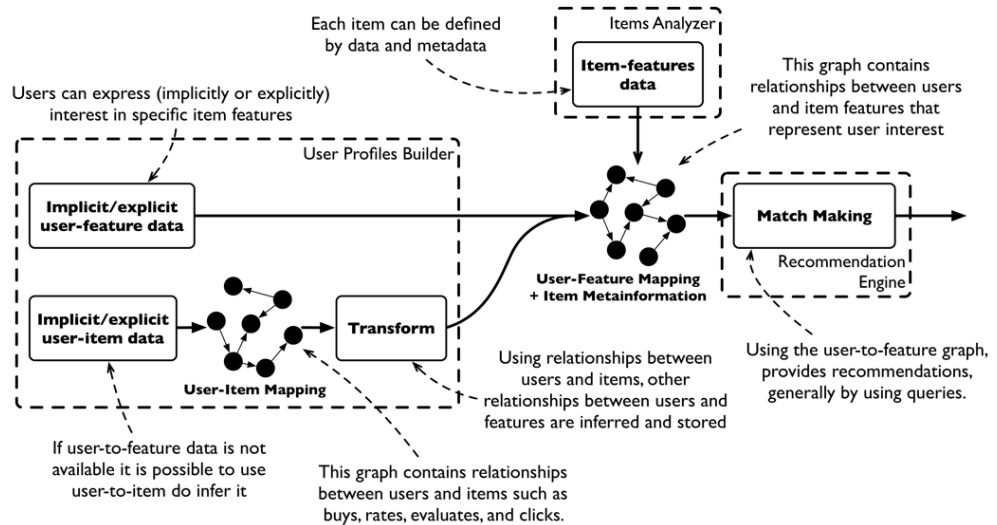 Each item can be defined
by data and metadata
Items Analyzer
Item-features
data
This graph contains
relationships between users
and item features that
represent user interest
Users can express (implicitly or explicitly)
interest in specific item features
User Profiles Builder
Implicit/explicit
user-feature data
Match Making
Recommendation
Engine
User-Feature Mapping
+ Item Metainformation
Implicit/explicit
user-item data
Transform
User-Item Mapping
Using relationships between
users and items, other
relationships between users and
features are inferred and stored
Using the user-to-feature graph,
provides recommendations,
generally by using queries.
If user-to-feature data is not
available it is possible to use
user-to-item do infer it
This graph contains relationships
between users and items such as
buys, rates, evaluates, and clicks.